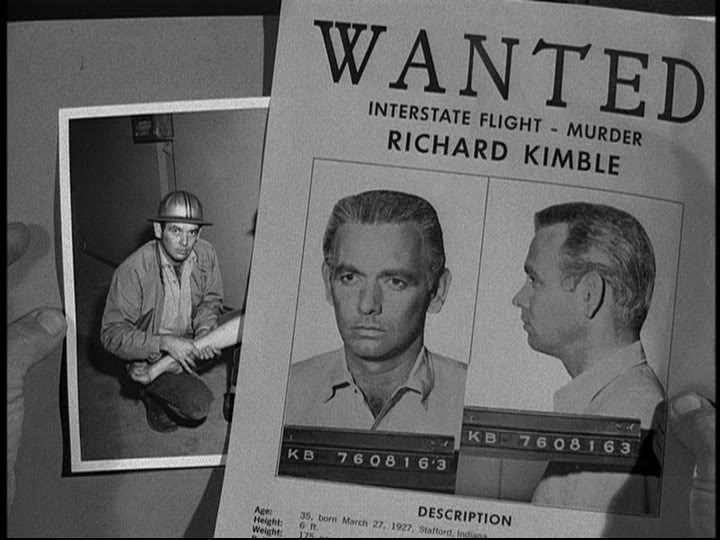 WANTED
INTERSTATE FLIGHT - MURDER
RICHARD KIMBLE
KB 7608163
KB - 7608163
DESCRIPTION
Age: 35, born March 27, 1927, Stafford, Indiana
Height: 6 ft.
Weight: 175